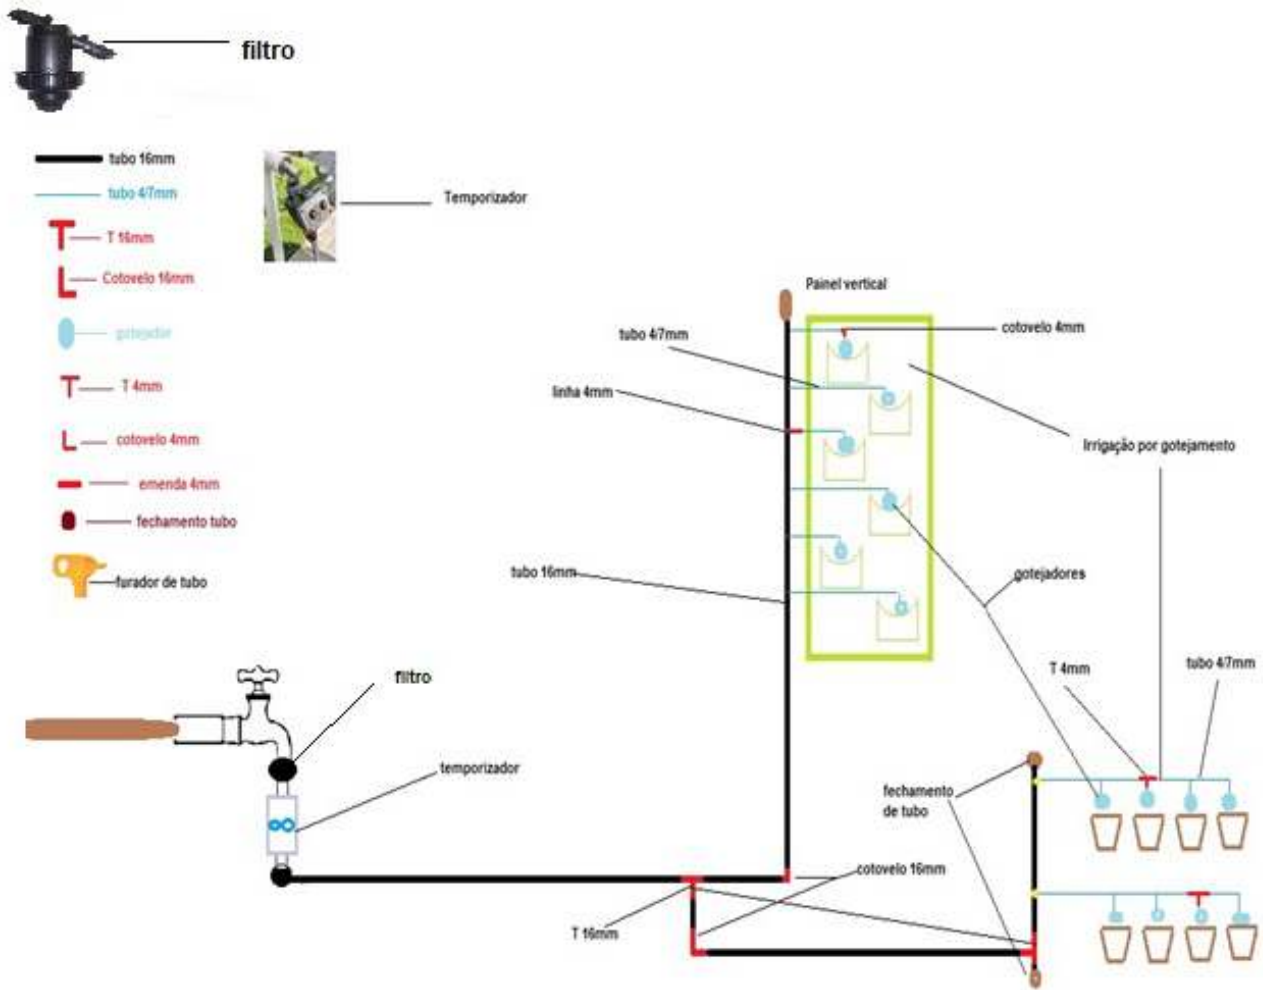 filtro
tubo 16mm
tubo 4/7mm
T 16mm
Cotovelo 16mm
gotejador
T 4mm
cotovelo 4mm
emenda 4mm
fechamento tubo
furador de tubo
Temporizador
Painel vertical
cotovelo 4mm
tubo 4/7mm
linha 4mm
Irrigação por gotejamento
tubo 16mm
gotejadores
T 4mm
tubo 4/7mm
filtro
temporizador
fechamento
de tubo
cotovelo 16mm
T 16mm